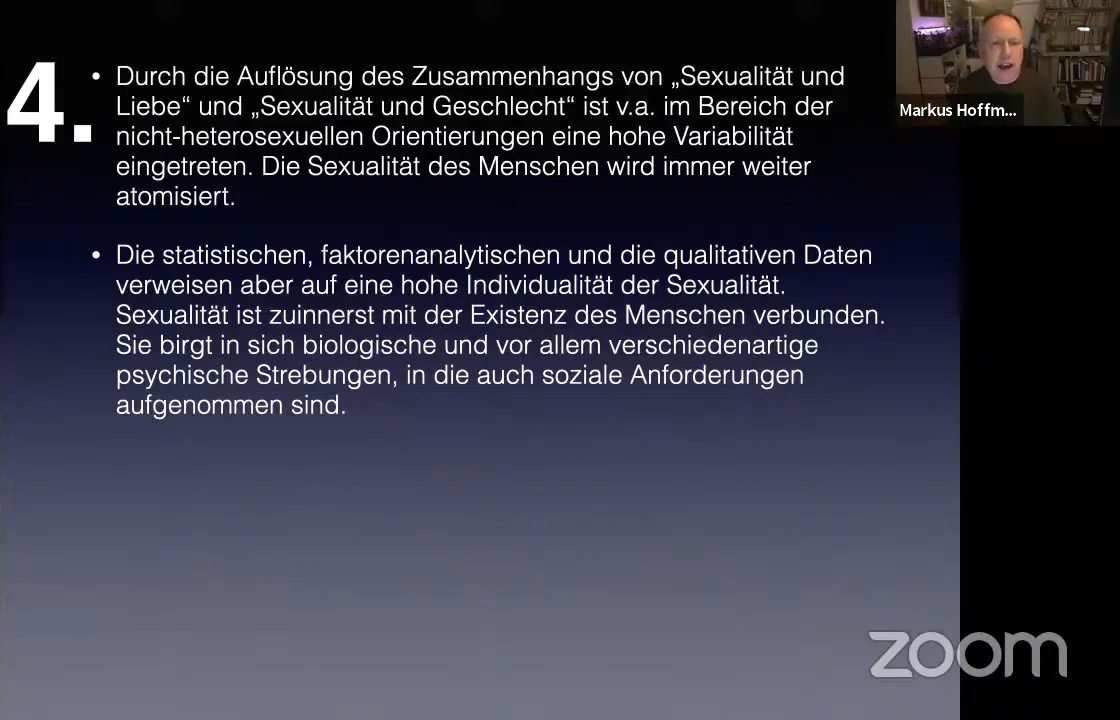 4.
• Durch die Auflösung des Zusammenhangs von „Sexualität und
Liebe“ und „Sexualität und Geschlecht“ ist v.a. im Bereich der
nicht-heterosexuellen Orientierungen eine hohe Variabilität
eingetreten. Die Sexualität des Menschen wird immer weiter
atomisiert.
• Die statistischen, faktorenanalytischen und die qualitativen Daten
verweisen aber auf eine hohe Individualität der Sexualität.
Sexualität ist zuinnerst mit der Existenz des Menschen verbunden.
Sie birgt in sich biologische und vor allem verschiedenartige
psychische Strebungen, in die auch soziale Anforderungen
aufgenommen sind.
Markus Hoffm...
zoom